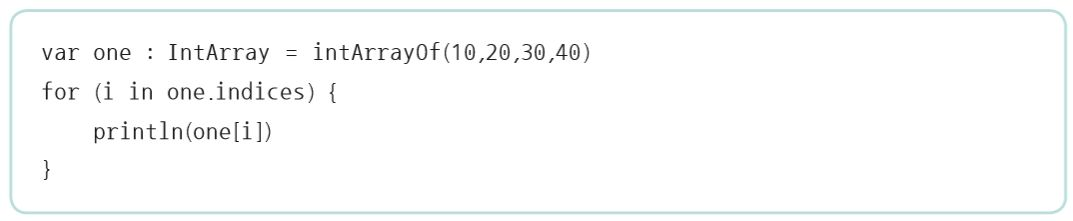 var one : IntArray = intArrayOf(10,20,30,40)
for (i in one.indices) {
    println(one[i])
}